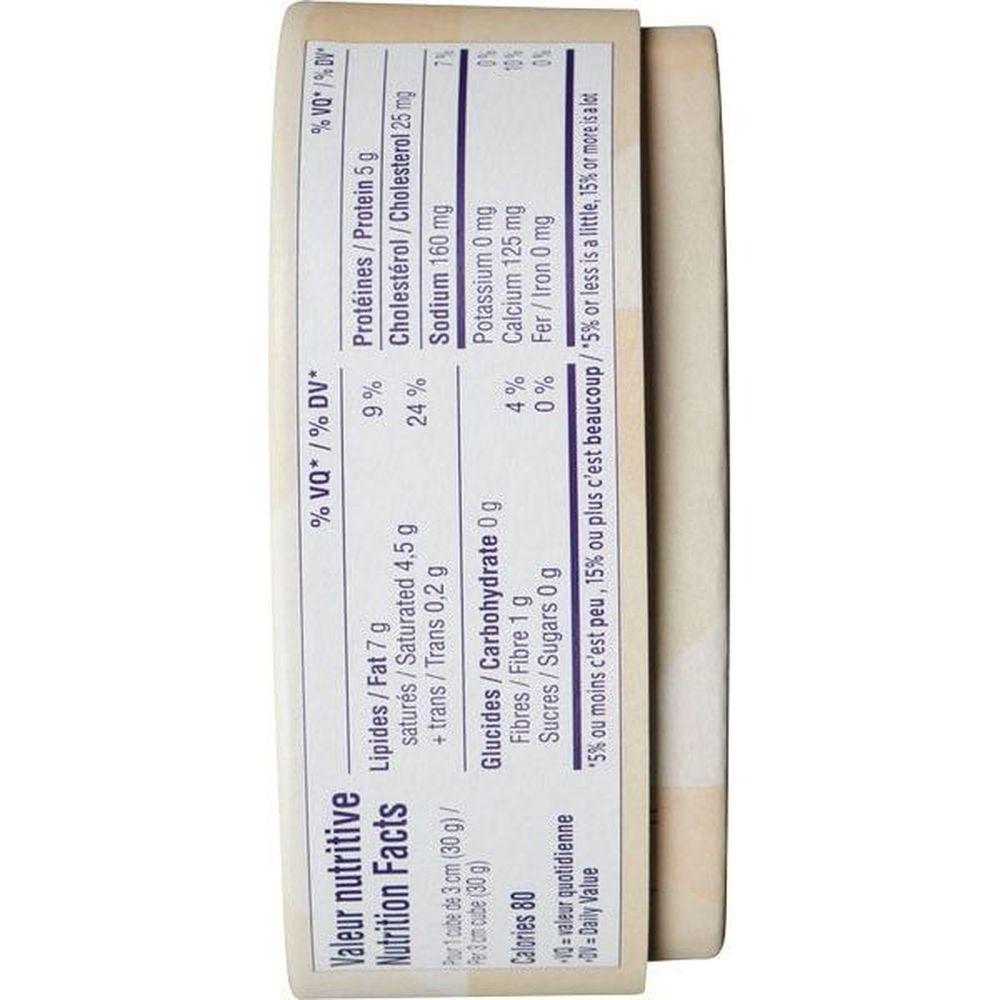 Valeur nutritive
Nutrition Facts
Pour 1 cube de 3 cm (30 g) /
Per 3 cm cube (30 g)
Calories 80
*VQ = valeur quotidienne
*DV = Daily Value
% VQ* / % DV*
Lipides / Fat 7 g 9 %
saturés / Saturated 4,5 g 24 %
+ trans / Trans 0,2 g
Glucides / Carbohydrate 0 g
Fibres / Fibre 1 g 4 %
Sucres / Sugars 0 g 0 %
% VQ* / % DV*
Protéines / Protein 5 g
Cholestérol / Cholesterol 25 mg
Sodium 160 mg 7 %
Potassium 0 mg 0 %
Calcium 125 mg 10 %
Fer / Iron 0 mg 0 %
*5% ou moins c'est peu , 15% ou plus c'est beaucoup / *5% or less is a little, 15% or more is a lot